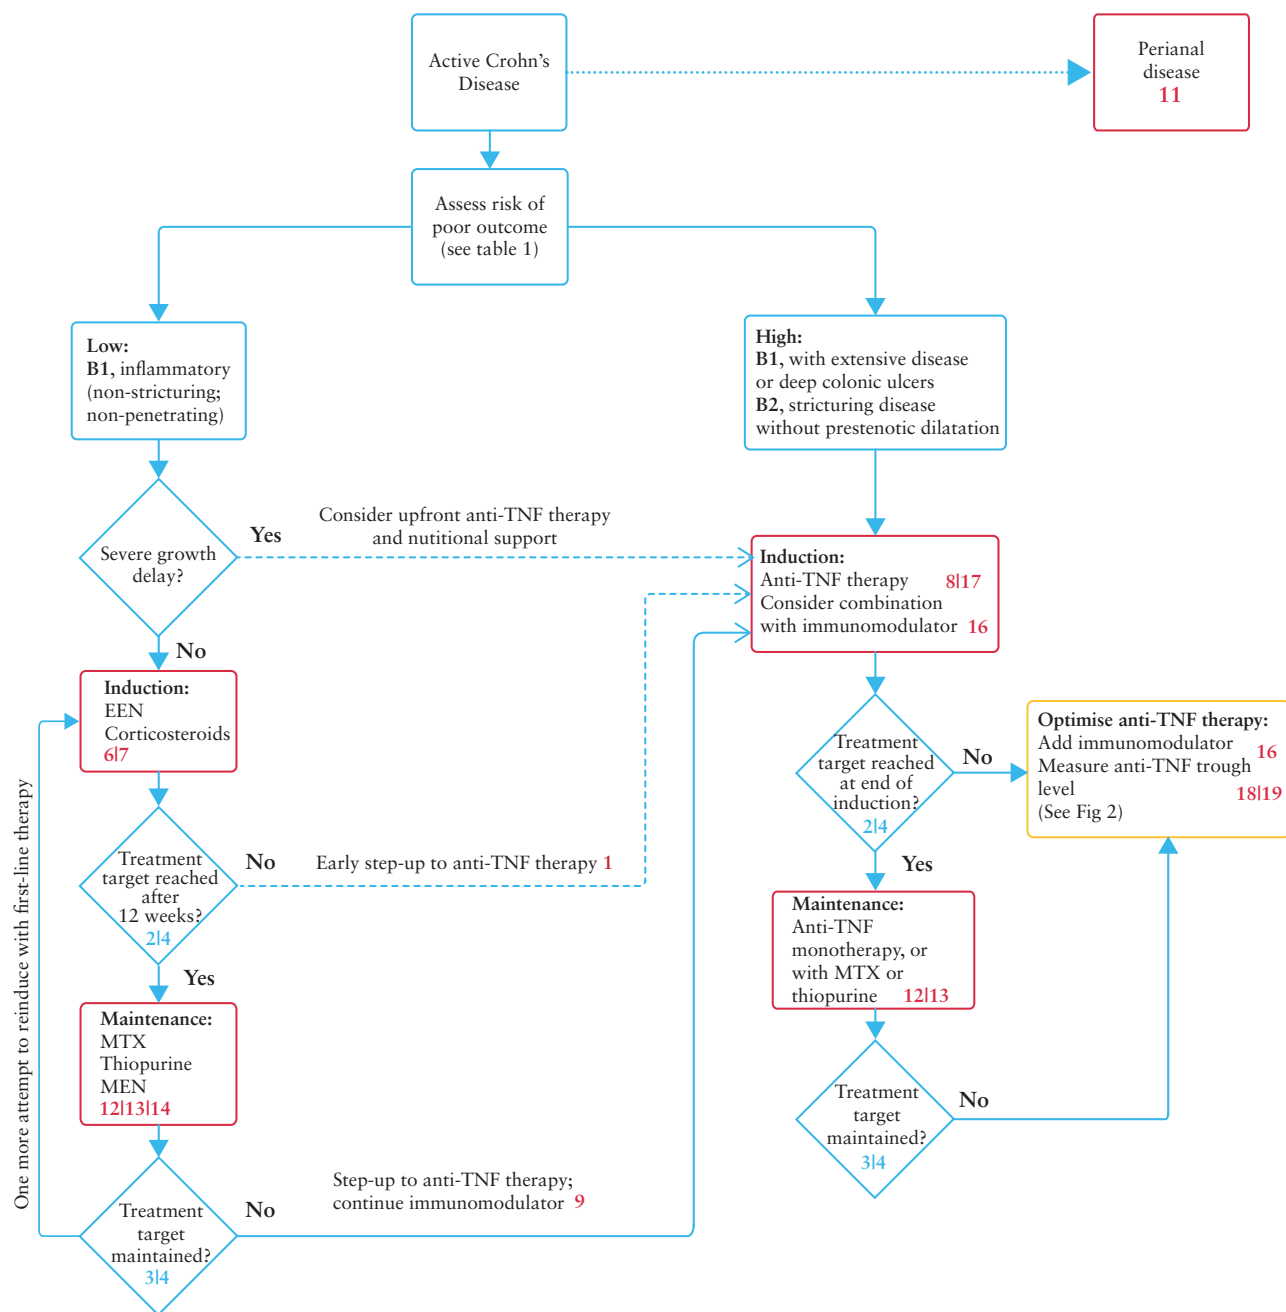 Active Crohn's
Disease
Perianal
disease
11
Assess risk of
poor outcome
(see table 1)
Low:
B1, inflammatory
(non-stricturing;
non-penetrating)
High:
B1, with extensive disease
or deep colonic ulcers
B2, stricturing disease
without prestenotic dilatation
Severe growth
delay?
Yes
Consider upfront anti-TNF therapy
and nutitional support
No
Induction:
Anti-TNF therapy 8|17
Consider combination
with immunomodulator 16
Induction:
EEN
Corticosteroids
6|7
Treatment
target reached
at end of
induction?
2|4
No
Optimise anti-TNF therapy:
Add immunomodulator 16
Measure anti-TNF trough
level 18|19
(See Fig 2)
Treatment
target reached
after
12 weeks?
2|4
No
Early step-up to anti-TNF therapy 1
Yes
Yes
Maintenance:
Anti-TNF
monotherapy, or
with MTX or
thiopurine 12|13
Maintenance:
MTX
Thiopurine
MEN
12|13|14
Treatment
target
maintained?
3|4
No
Treatment
target
maintained?
3|4
No
Step-up to anti-TNF therapy;
continue immunomodulator 9
One more attempt to reinduce with first-line therapy